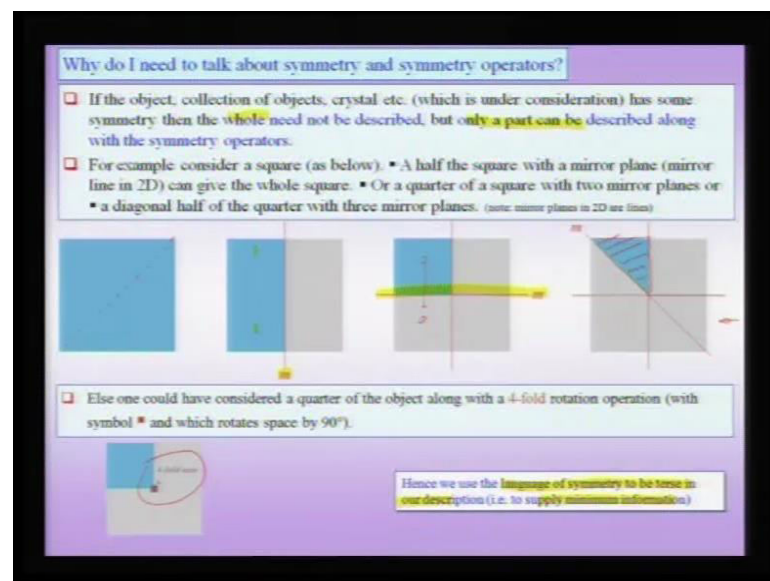 Why do I need to talk about symmetry and symmetry operators?
❑ If the object, collection of objects, crystal etc. (which is under consideration) has some
symmetry then the whole need not be described, but only a part can be described along
with the symmetry operators.
❑ For example consider a square (as below). ▪ A half the square with a mirror plane (mirror
line in 2D) can give the whole square. ▪ Or a quarter of a square with two mirror planes or
▪ a diagonal half of the quarter with three mirror planes. (note: mirror planes in 2D are lines)
m
m
m
❑ Else one could have considered a quarter of the object along with a 4-fold rotation operation (with
symbol ■ and which rotates space by 90°).
4-fold axis
Hence we use the language of symmetry to be terse in
our description (i.e. to supply minimum information)